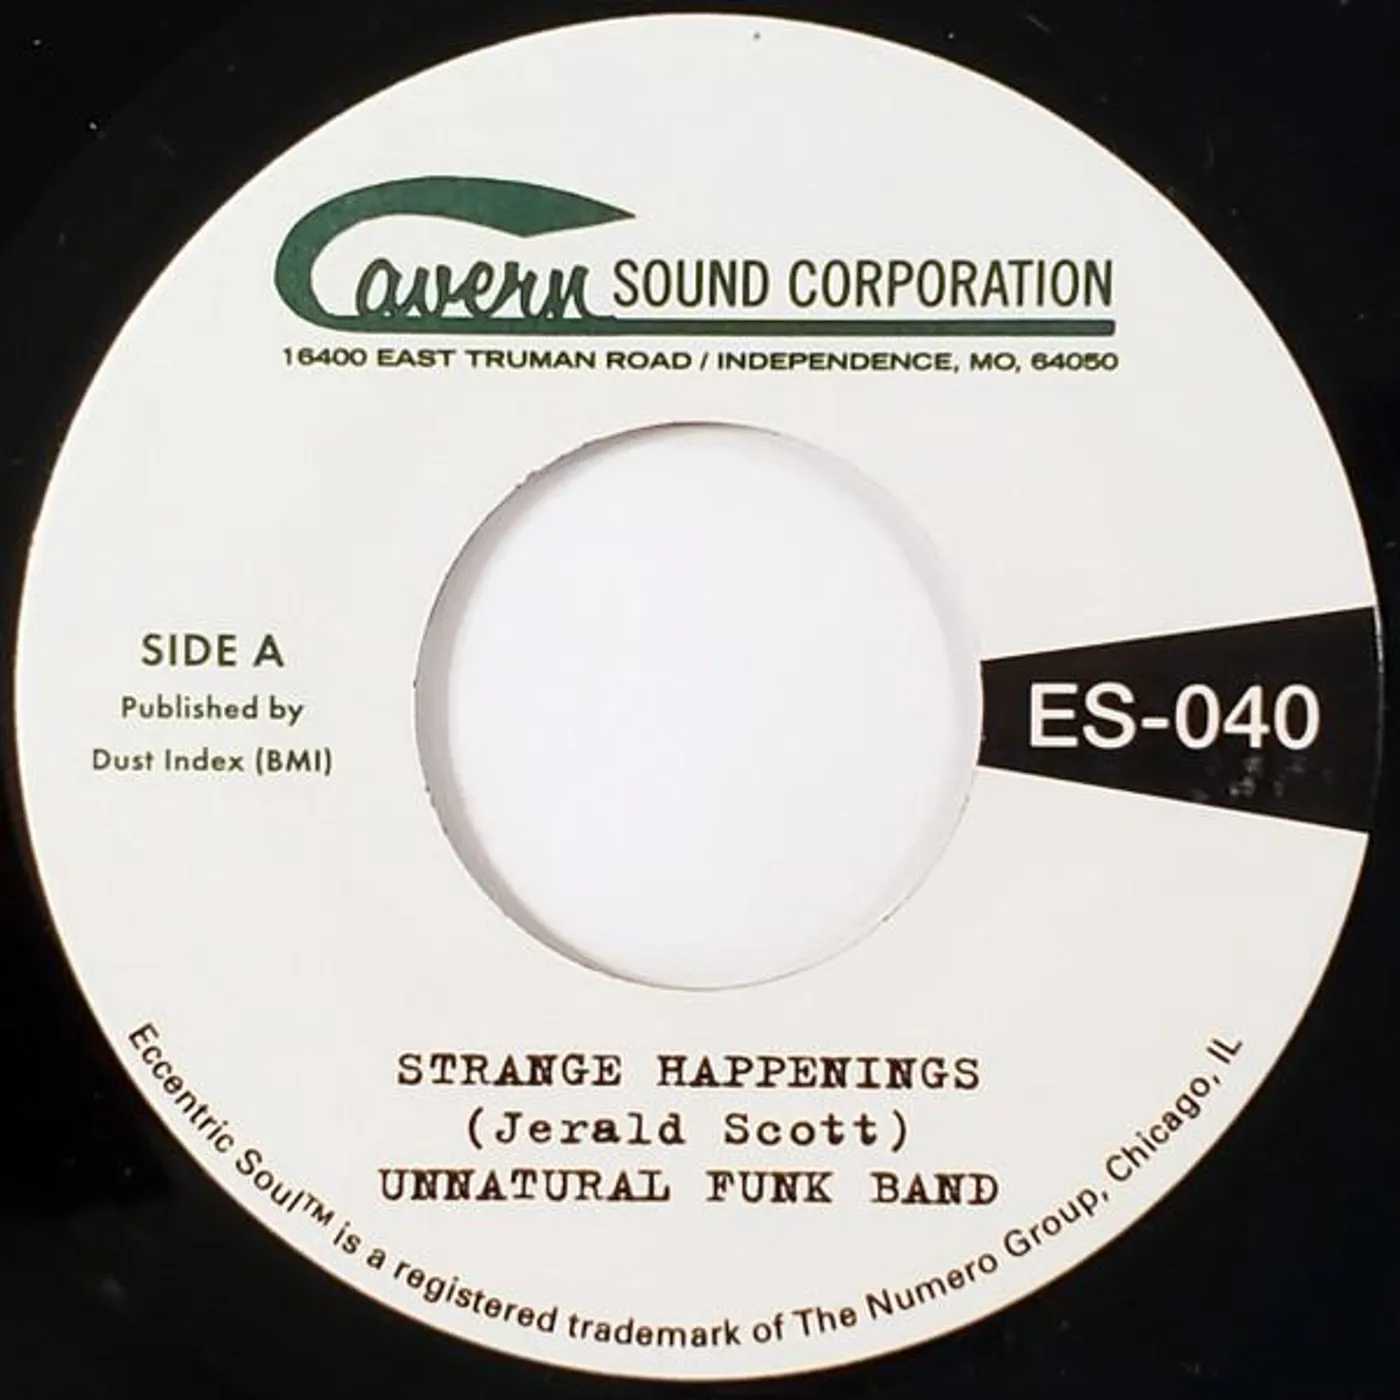 Cavern SOUND CORPORATION
16400 EAST TRUMAN ROAD / INDEPENDENCE, MO, 64050
SIDE A
Published by
Dust Index (BMI)
ES-040
STRANGE HAPPENINGS
(Jerald Scott)
UNNATURAL FUNK BAND
Eccentric Soul™ is a registered trademark of The Numero Group, Chicago, IL